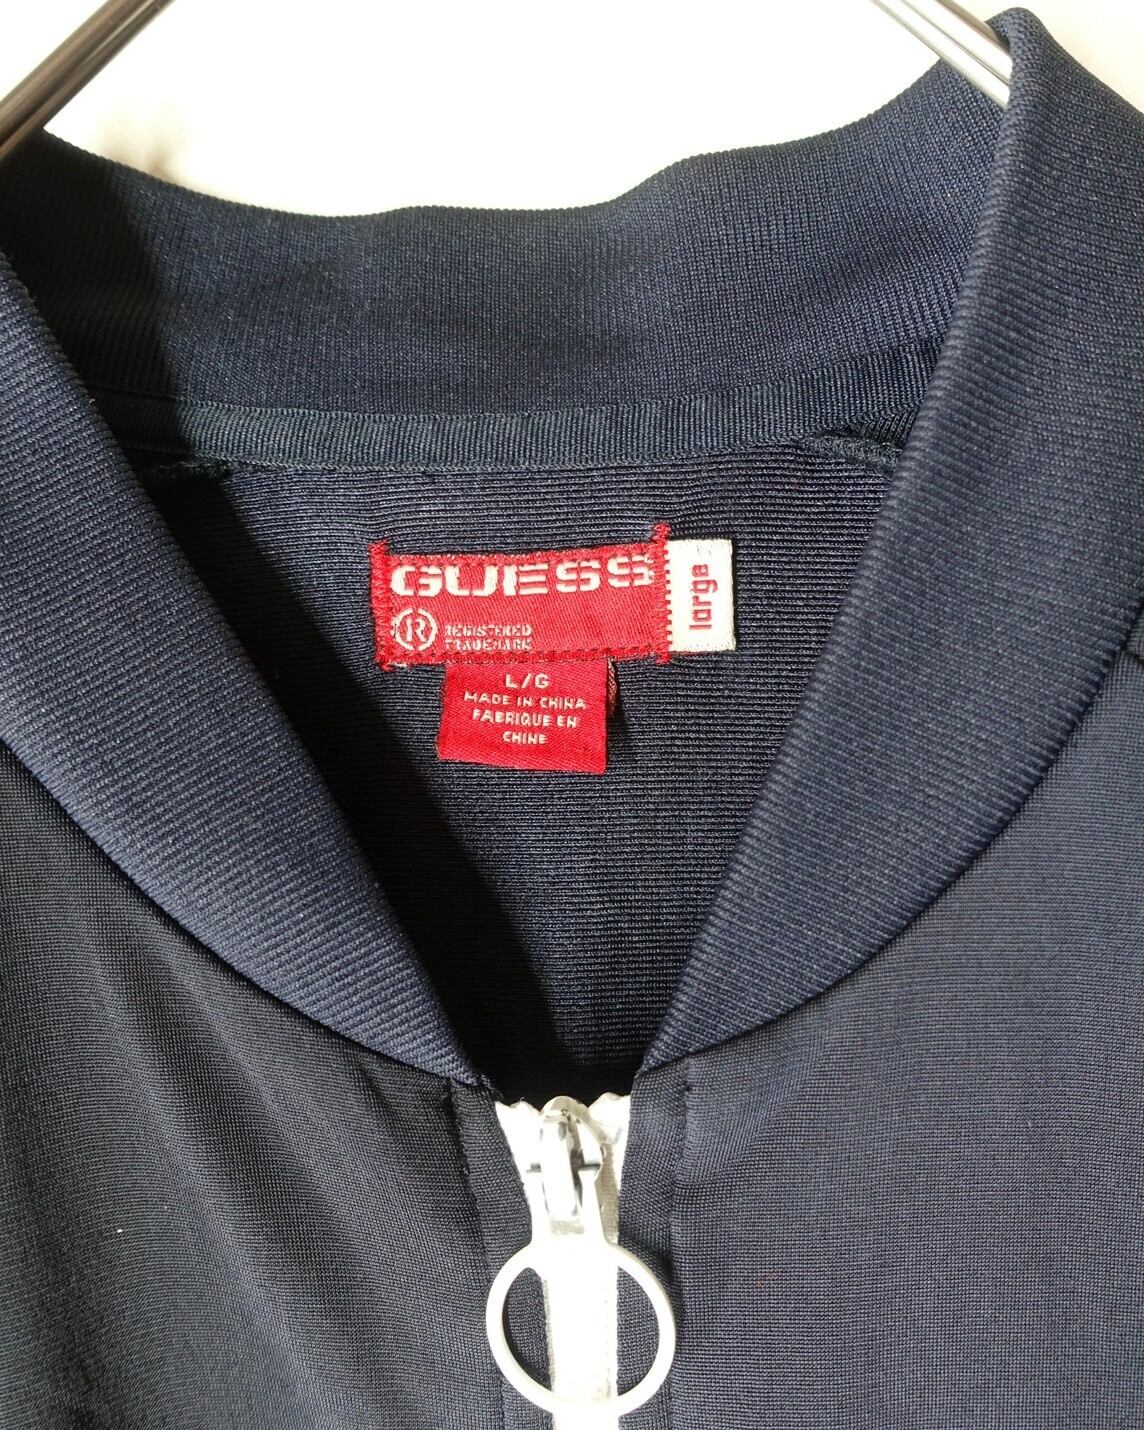 GUESS
® REGISTERED
TRADEMARK
large
L/G
MADE IN CHINA
FABRIQUE EN
CHINE